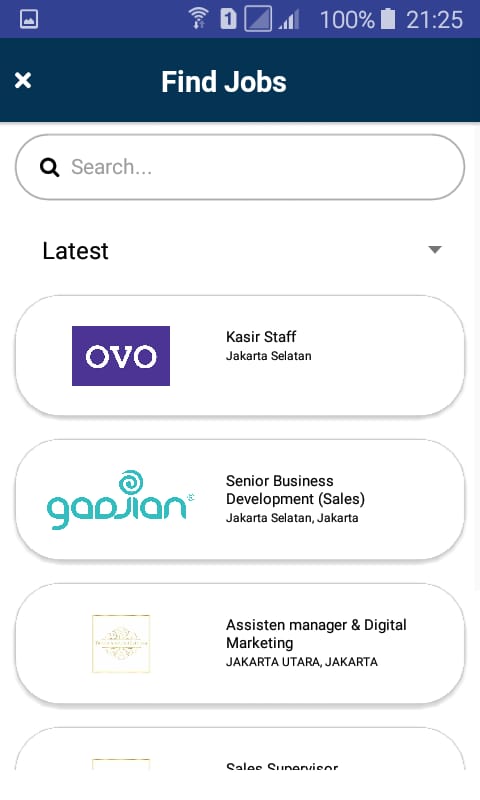 1
100%
21:25
Find Jobs
Search...
Latest
OVO
Kasir Staff
Jakarta Selatan
gadjian
Senior Business
Development (Sales)
Jakarta Selatan, Jakarta
Assisten manager & Digital
Marketing
JAKARTA UTARA, JAKARTA
Sales Supervisor